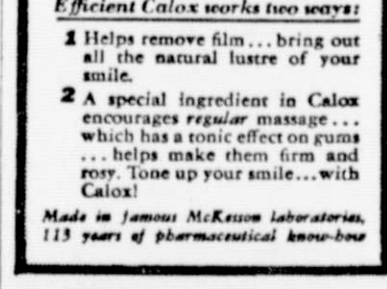 Efficient Calox works two ways:
1 Helps remove film... bring out
all the natural lustre of your
smile.
2 A special ingredient in Calox
encourages regular massage...
which has a tonic effect on gums
... helps make them firm and
rosy. Tone up your smile...with
Calox!
Made in famous McKesson laboratories,
113 years of pharmaceutical know-how